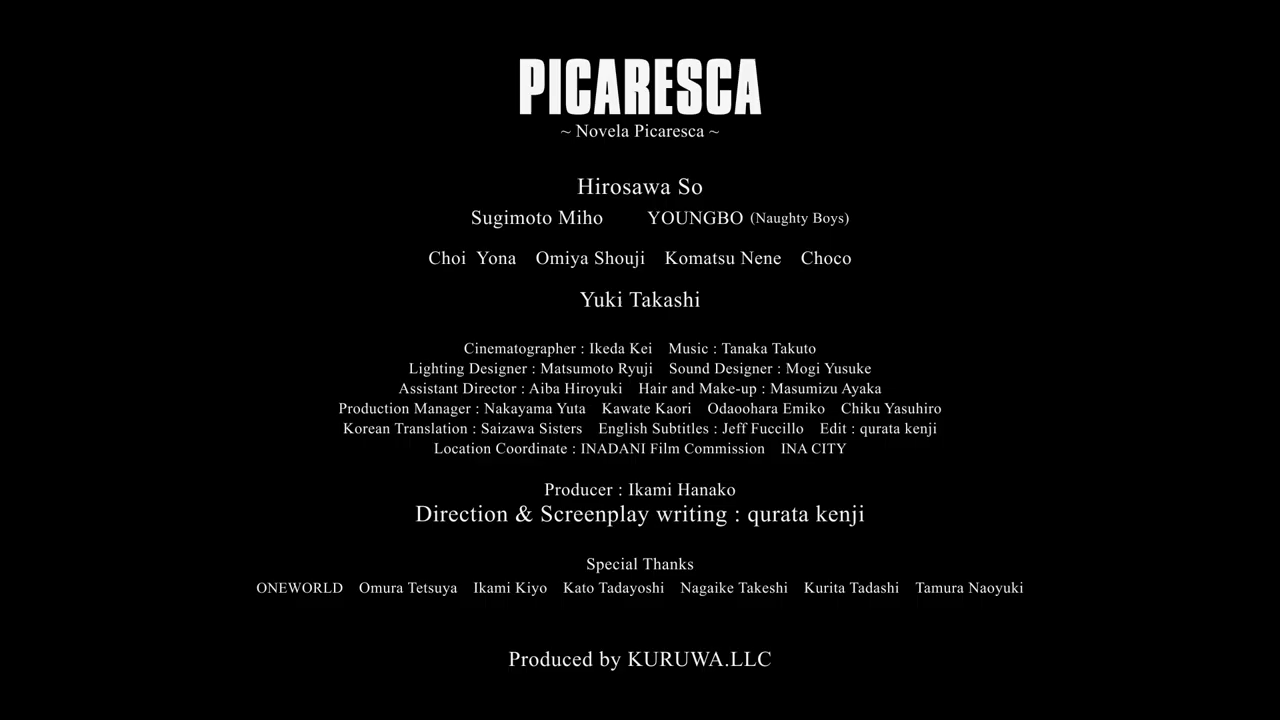 PICARESCA
~ Novela Picaresca ~
Hirosawa So
Sugimoto Miho YOUNGBO (Naughty Boys)
Choi Yona Omiya Shouji Komatsu Nene Choco
Yuki Takashi
Cinematographer : Ikeda Kei Music : Tanaka Takuto
Lighting Designer : Matsumoto Ryuji Sound Designer : Mogi Yusuke
Assistant Director : Aiba Hiroyuki Hair and Make-up : Masumizu Ayaka
Production Manager : Nakayama Yuta Kawate Kaori Odaoohara Emiko Chiku Yasuhiro
Korean Translation : Saizawa Sisters English Subtitles : Jeff Fuccillo Edit : qurata kenji
Location Coordinate : INADANI Film Commission INA CITY
Producer : Ikami Hanako
Direction & Screenplay writing : qurata kenji
Special Thanks
ONEWORLD Omura Tetsuya Ikami Kiyo Kato Tadayoshi Nagaike Takeshi Kurita Tadashi Tamura Naoyuki
Produced by KURUWA.LLC